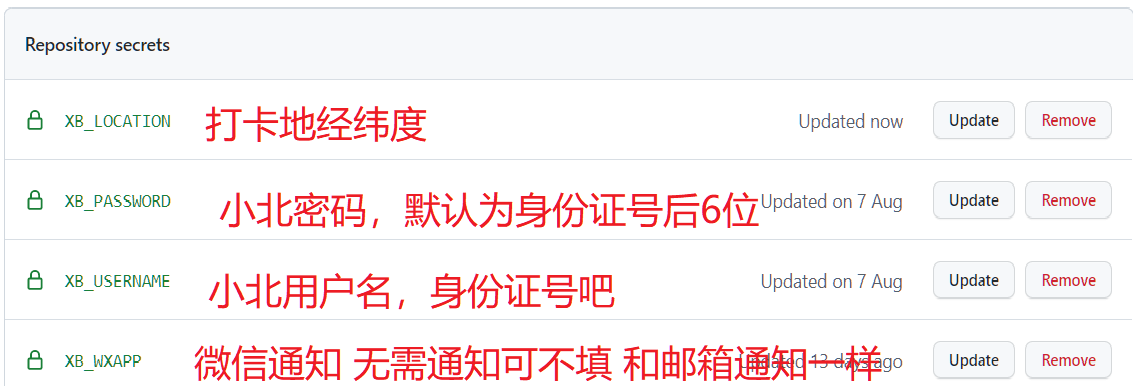 Repository secrets
XB_LOCATION 打卡地经纬度 Updated now Update Remove
XB_PASSWORD 小北密码，默认为身份证号后6位 Updated on 7 Aug Update Remove
XB_USERNAME 小北用户名，身份证号吧 Updated on 7 Aug Update Remove
XB_WXAPP 微信通知 无需通知可不填 和邮箱通知一样 Updated 13 days ago Update Remove